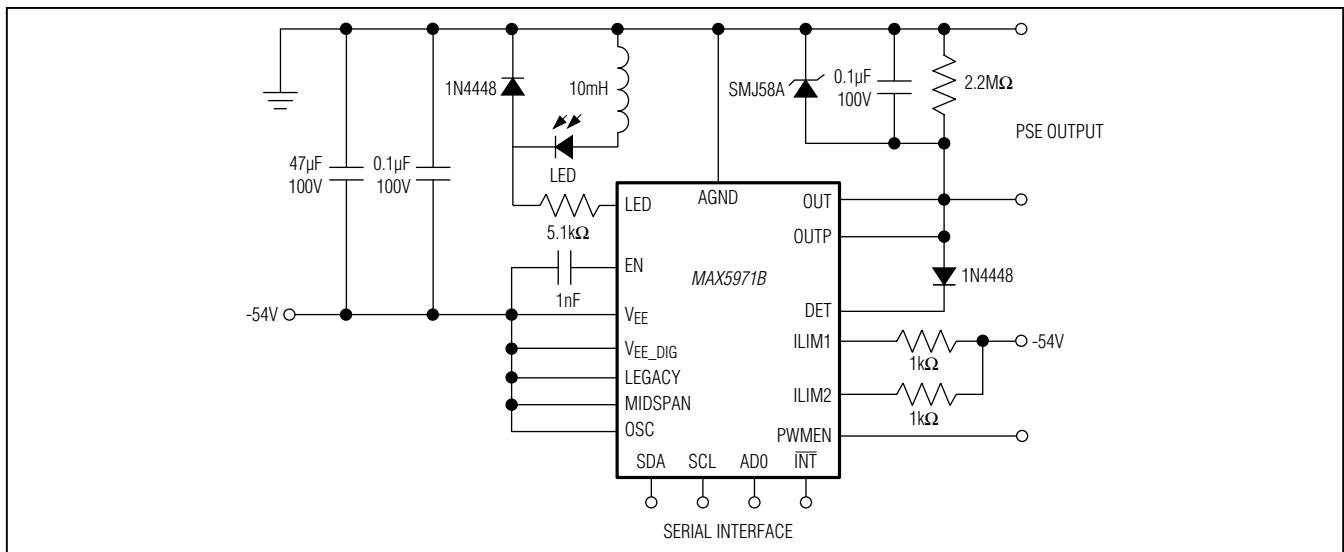 1N4448
10mH
SMJ58A
0.1µF
100V
2.2MΩ
PSE OUTPUT
47µF
100V
0.1µF
100V
LED
5.1kΩ
1nF
-54V
LED
EN
VEE
VEE_DIG
LEGACY
MIDSPAN
OSC
AGND
MAX5971B
OUT
OUTP
DET
ILIM1
ILIM2
PWMEN
1N4448
1kΩ
-54V
1kΩ
SDA SCL AD0 INT
SERIAL INTERFACE